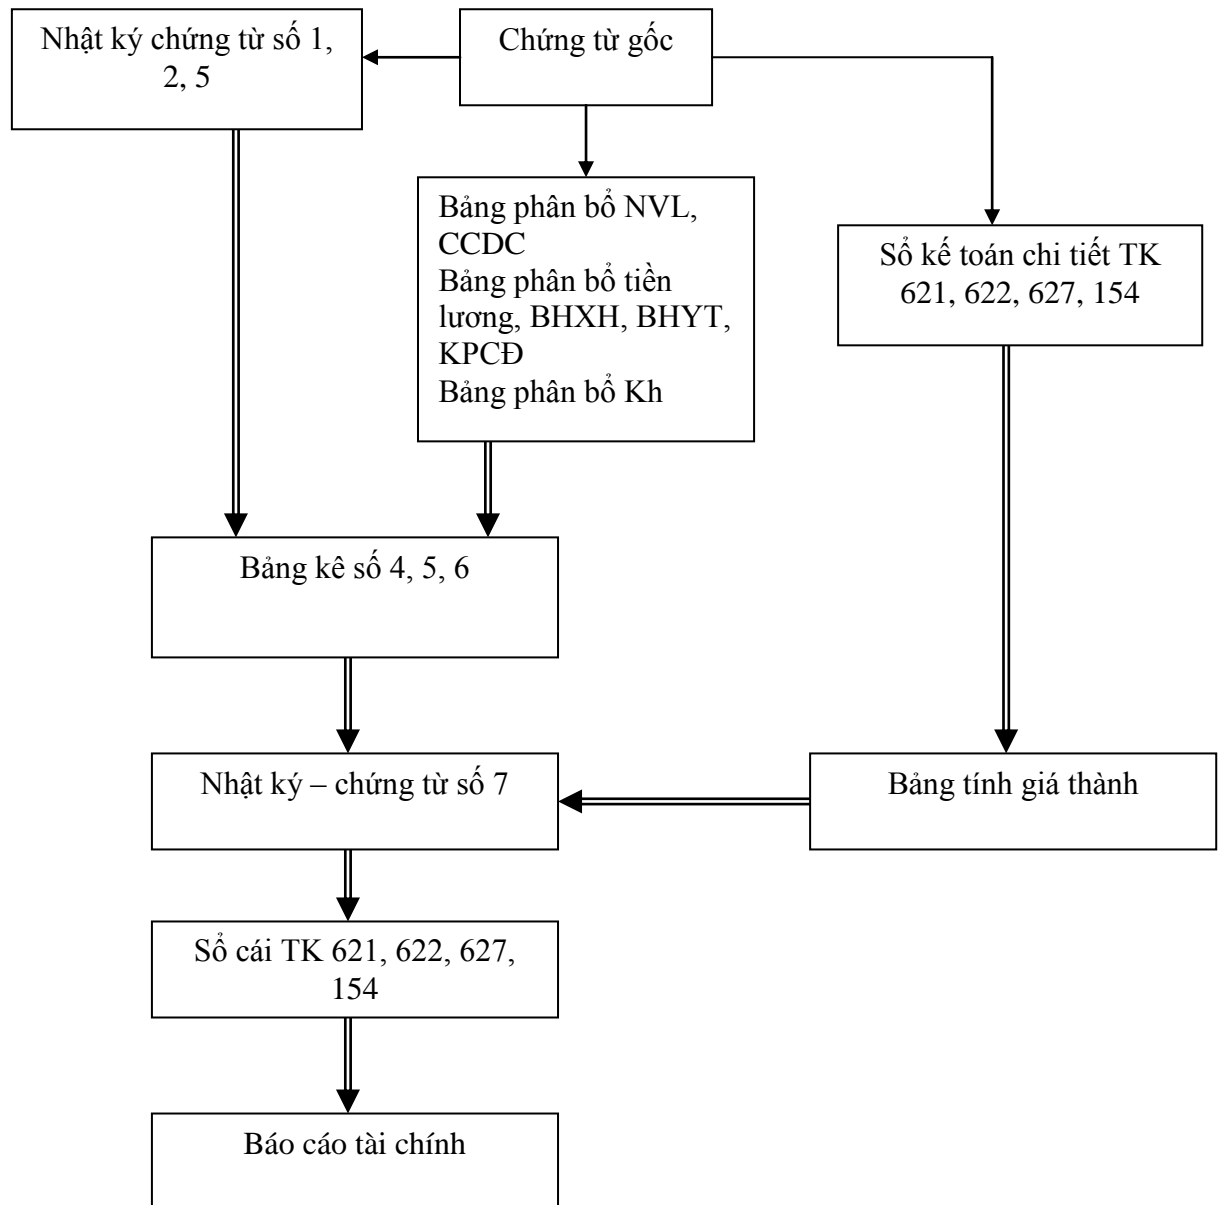 Nhật ký chứng từ số 1,
2, 5
Chứng từ gốc
Bảng phân bổ NVL,
CCDC
Bảng phân bổ tiền
lương, BHXH, BHYT,
KPCĐ
Bảng phân bổ Kh
Sổ kế toán chi tiết TK
621, 622, 627, 154
Bảng kê số 4, 5, 6
Nhật ký – chứng từ số 7
Bảng tính giá thành
Sổ cái TK 621, 622, 627,
154
Báo cáo tài chính